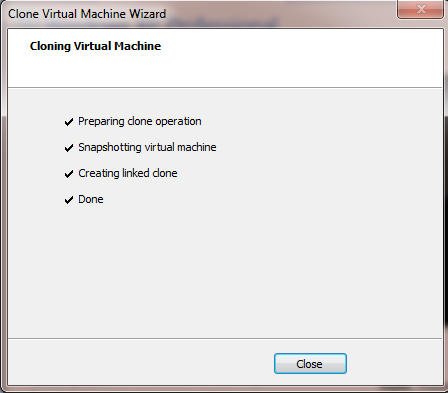 Clone Virtual Machine Wizard
Cloning Virtual Machine
Preparing clone operation
Snapshotting virtual machine
Creating linked clone
Done
Close